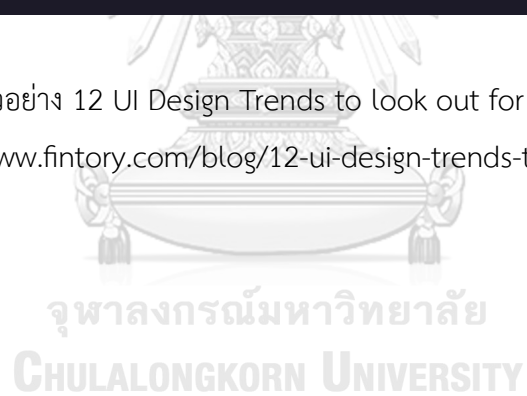 อย่าง 12 UI Design Trends to look out for
ww.fintory.com/blog/12-ui-design-trends-t
จุฬาลงกรณ์มหาวิทยาลัย
CHULALONGKORN UNIVERSITY